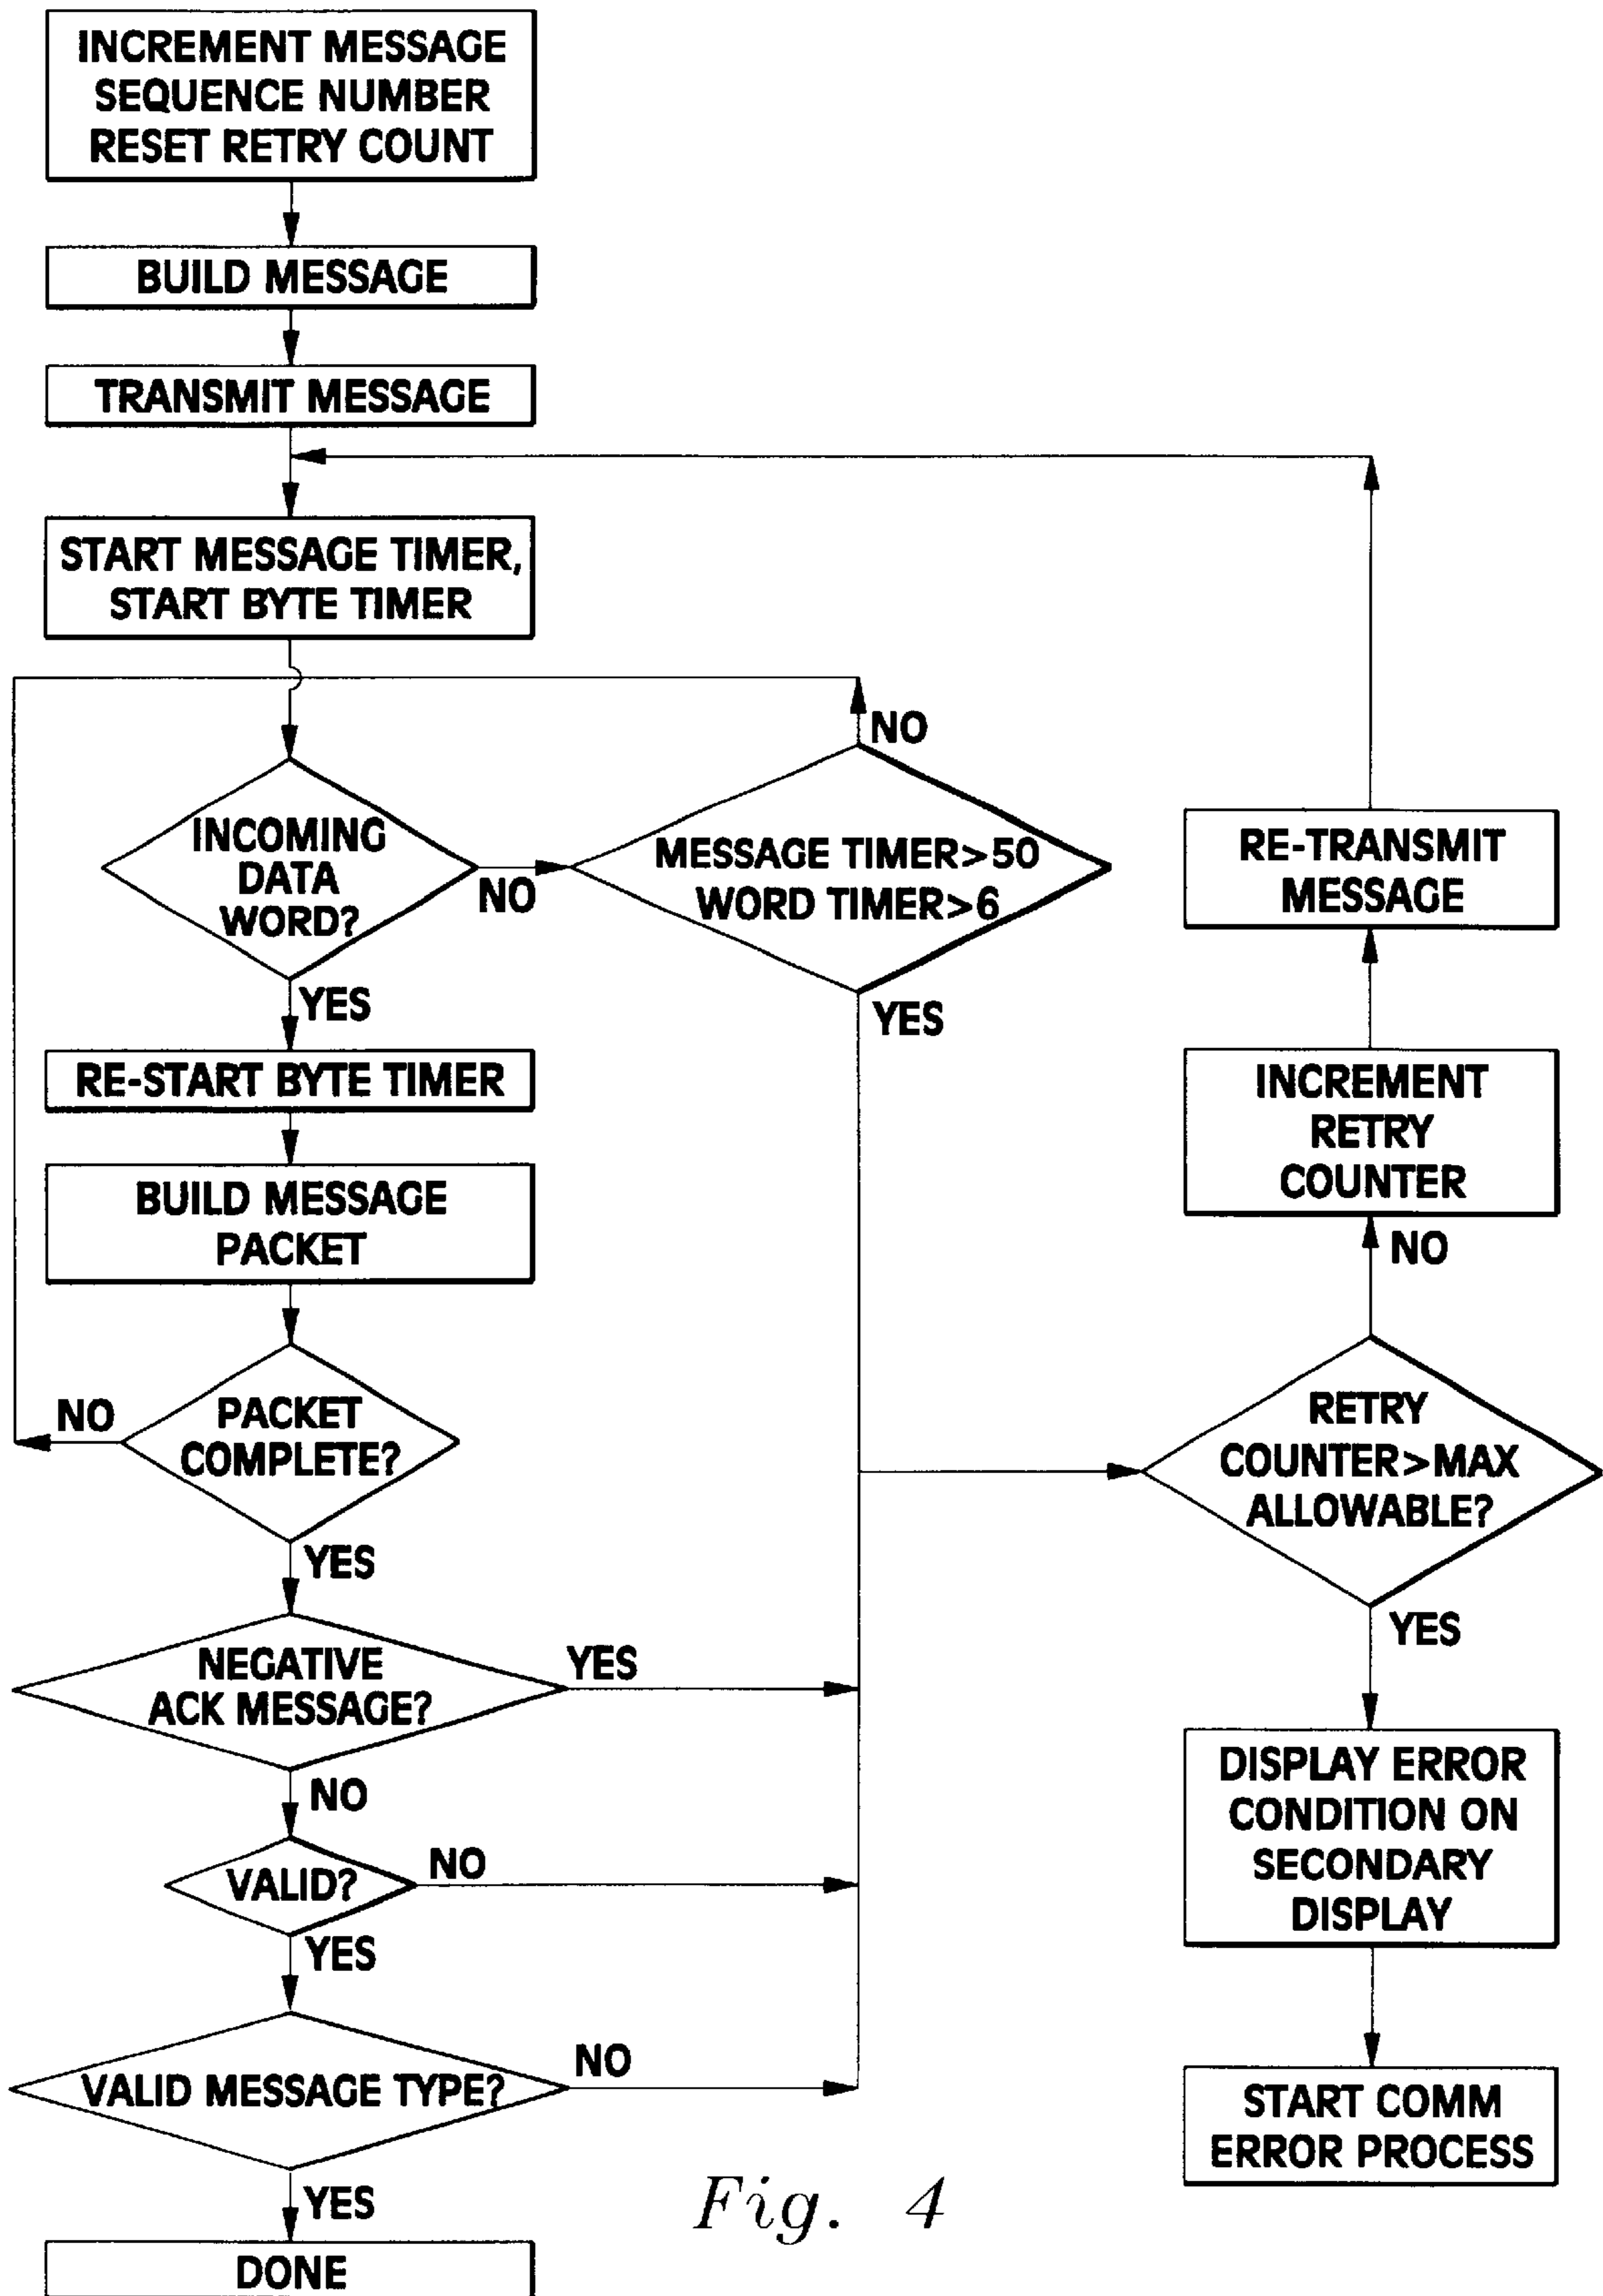 INCREMENT MESSAGE
SEQUENCE NUMBER
RESET RETRY COUNT
BUILD MESSAGE
TRANSMIT MESSAGE
START MESSAGE TIMER,
START BYTE TIMER
INCOMING
DATA
WORD?
NO
YES
MESSAGE TIMER>50
WORD TIMER>6
NO
YES
RE-START BYTE TIMER
BUILD MESSAGE
PACKET
PACKET
COMPLETE?
NO
YES
NEGATIVE
ACK MESSAGE?
YES
NO
VALID?
NO
YES
VALID MESSAGE TYPE?
NO
YES
DONE
RE-TRANSMIT
MESSAGE
INCREMENT
RETRY
COUNTER
NO
RETRY
COUNTER>MAX
ALLOWABLE?
YES
DISPLAY ERROR
CONDITION ON
SECONDARY
DISPLAY
START COMM
ERROR PROCESS
Fig. 4